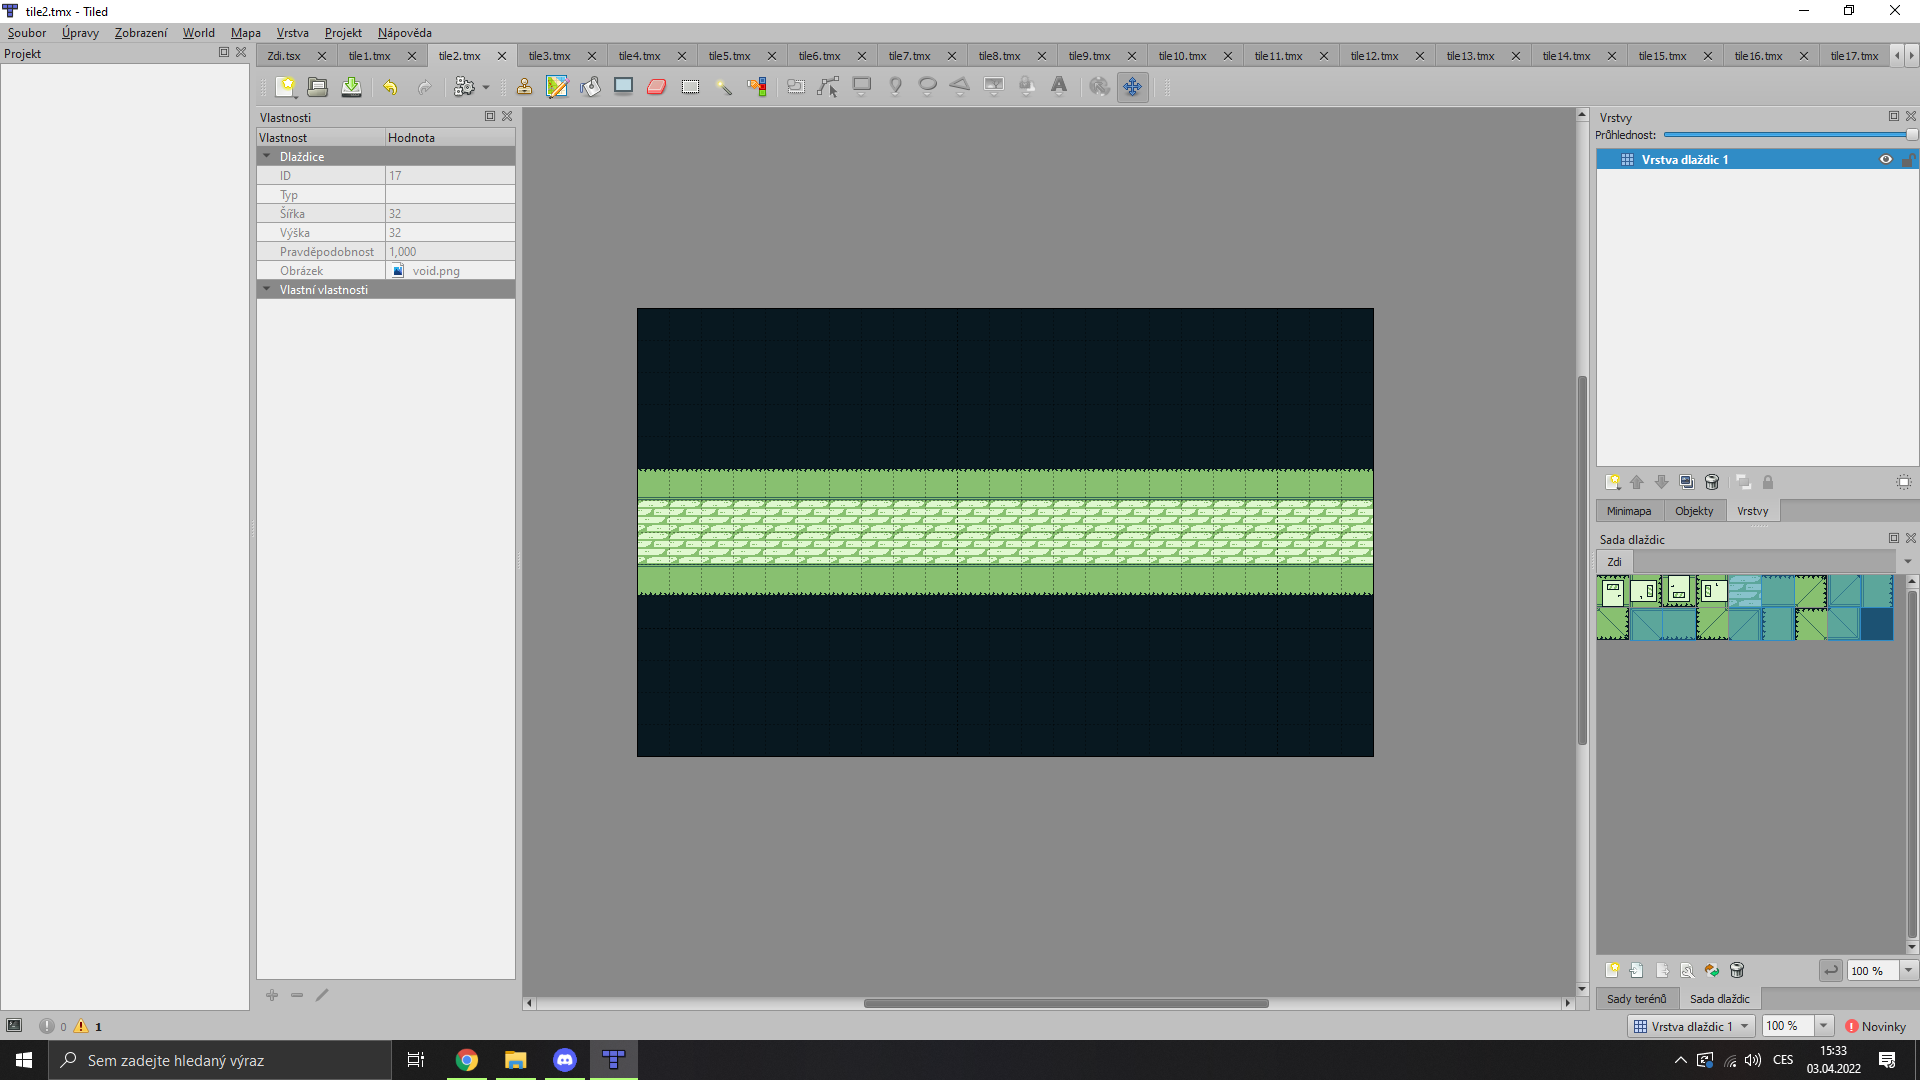 tile2.tmx - Tiled
Soubor Úpravy Zobrazení World Mapa Vrstva Projekt Nápověda
Projekt
Zdi.tsx tile1.tmx tile2.tmx tile3.tmx tile4.tmx tile5.tmx tile6.tmx tile7.tmx tile8.tmx tile9.tmx tile10.tmx tile11.tmx tile12.tmx tile13.tmx tile14.tmx tile15.tmx tile16.tmx tile17.tmx
Vlastnosti
Vlastnost Hodnota
Dlaždice
ID 17
Typ
Šířka 32
Výška 32
Pravděpodobnost 1,000
Obrázek void.png
Vlastní vlastnosti
Vrstvy
Průhlednost:
Vrstva dlaždic 1
Minimapa Objekty Vrstvy
Sada dlaždic
Zdi
100 %
Sady terénů Sada dlaždic
0 1
Vrstva dlaždic 1 100 % Novinky
Sem zadejte hledaný výraz
CES
15:33
03.04.2022